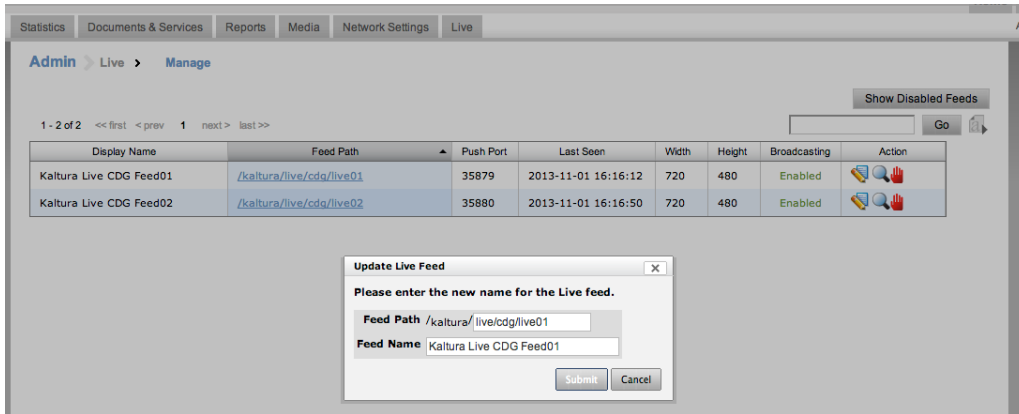 Statistics Documents & Services Reports Media Network Settings Live
Admin Live › Manage
Show Disabled Feeds
1 - 2 of 2 << first < prev 1 next > last >>
Go
Display Name Feed Path Push Port Last Seen Width Height Broadcasting Action
Kaltura Live CDG Feed01 /kaltura/live/cdg/live01 35879 2013-11-01 16:16:12 720 480 Enabled
Kaltura Live CDG Feed02 /kaltura/live/cdg/live02 35880 2013-11-01 16:16:50 720 480 Enabled
Update Live Feed
Please enter the new name for the Live feed.
Feed Path /kaltura/ live/cdg/live01
Feed Name Kaltura Live CDG Feed01
Submit Cancel